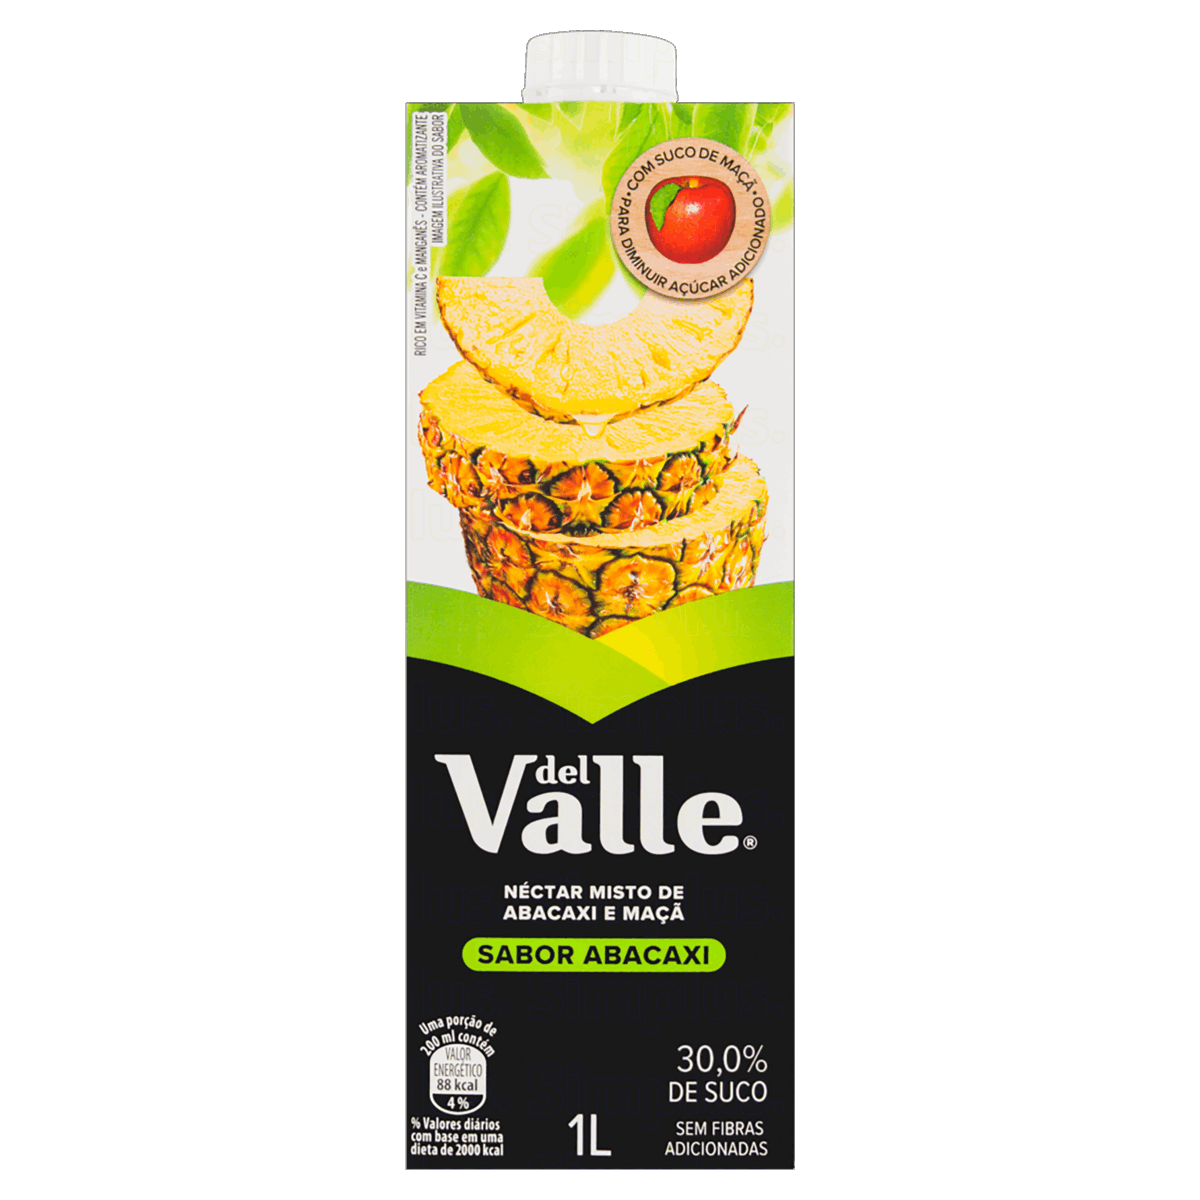 RICO EM VITAMINA C e MANGANÊS - CONTÉM AROMATIZANTE
IMAGEM ILUSTRATIVA DO SABOR
•COM SUCO DE MAÇÃ•
PARA DIMINUIR AÇÚCAR ADICIONADO
del
Valle®
NÉCTAR MISTO DE
ABACAXI E MAÇÃ
SABOR ABACAXI
Uma porção de
200 ml contém
VALOR
ENERGÉTICO
88 kcal
4%
% Valores diários
com base em uma
dieta de 2000 kcal
1L
30,0%
DE SUCO
SEM FIBRAS
ADICIONADAS